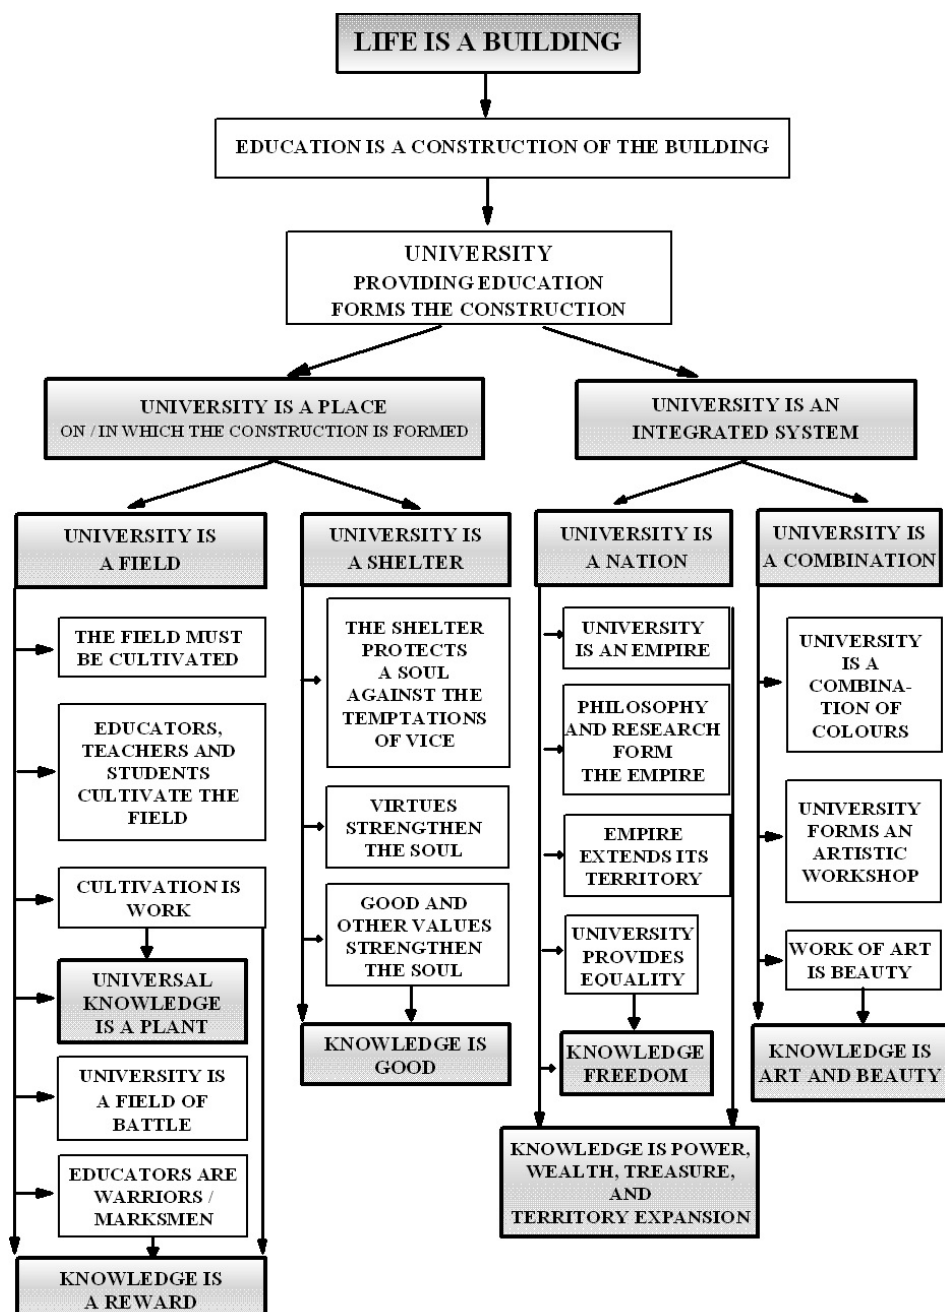 LIFE IS A BUILDING
EDUCATION IS A CONSTRUCTION OF THE BUILDING
UNIVERSITY
PROVIDING EDUCATION
FORMS THE CONSTRUCTION
UNIVERSITY IS A PLACE
ON / IN WHICH THE CONSTRUCTION IS FORMED
UNIVERSITY IS AN
INTEGRATED SYSTEM
UNIVERSITY IS
A FIELD
UNIVERSITY IS
A SHELTER
UNIVERSITY IS
A NATION
UNIVERSITY IS
A COMBINATION
THE FIELD MUST
BE CULTIVATED
EDUCATORS,
TEACHERS AND
STUDENTS
CULTIVATE THE
FIELD
CULTIVATION IS
WORK
UNIVERSAL
KNOWLEDGE
IS A PLANT
UNIVERSITY IS
A FIELD OF
BATTLE
EDUCATORS ARE
WARRIORS /
MARKSMEN
KNOWLEDGE IS
A REWARD
THE SHELTER
PROTECTS
A SOUL
AGAINST THE
TEMPTATIONS
OF VICE
VIRTUES
STRENGTHEN
THE SOUL
GOOD AND
OTHER VALUES
STRENGTHEN
THE SOUL
KNOWLEDGE IS
GOOD
UNIVERSITY
IS AN EMPIRE
PHILOSOPHY
AND RESEARCH
FORM
THE EMPIRE
EMPIRE
EXTENDS ITS
TERRITORY
UNIVERSITY
PROVIDES
EQUALITY
KNOWLEDGE
FREEDOM
KNOWLEDGE IS POWER,
WEALTH, TREASURE,
AND
TERRITORY EXPANSION
UNIVERSITY
IS A
COMBINA-
TION OF
COLOURS
UNIVERSITY
FORMS AN
ARTISTIC
WORKSHOP
WORK OF ART
IS BEAUTY
KNOWLEDGE IS
ART AND BEAUTY